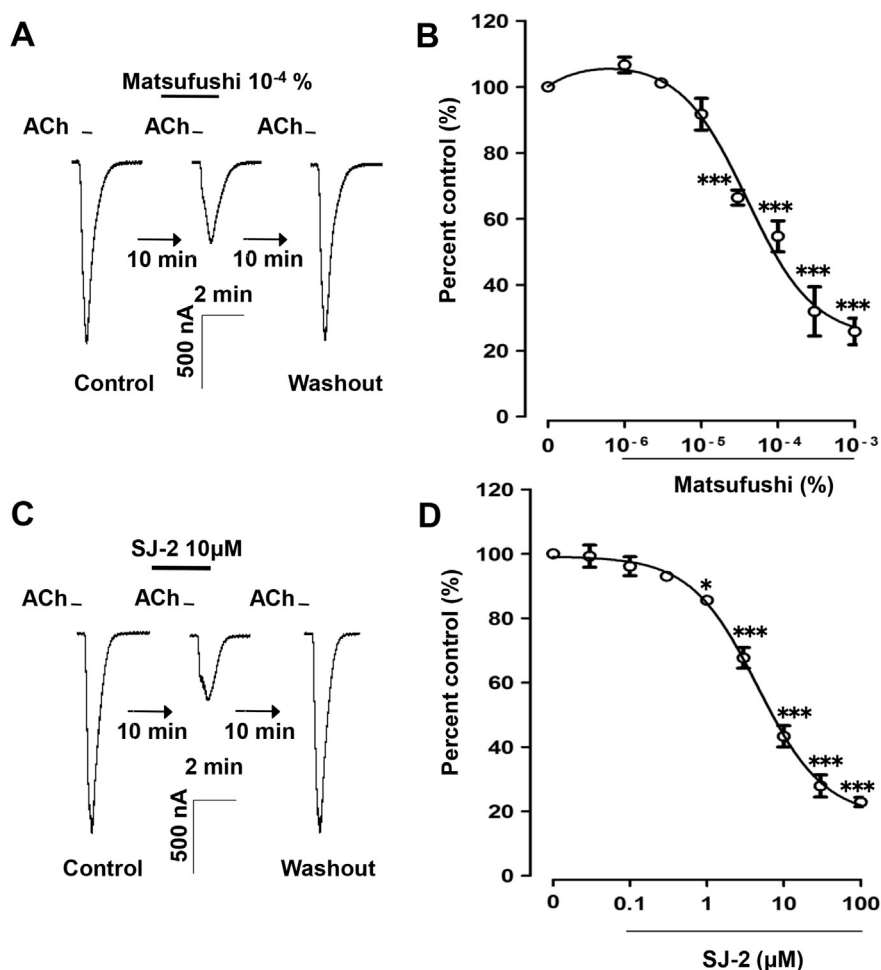 A
Matsufushi 10⁻⁴ %
ACh ACh ACh
10 min 10 min
2 min
500 nA
Control Washout
B
Percent control (%)
120
100
80
60
40
20
0
***
***
***
***
0 10⁻⁶ 10⁻⁵ 10⁻⁴ 10⁻³
Matsufushi (%)
C
SJ-2 10μM
ACh ACh ACh
10 min 10 min
2 min
500 nA
Control Washout
D
Percent control (%)
120
100
80
60
40
20
0
*
***
***
***
***
0 0.1 1 10 100
SJ-2 (μM)